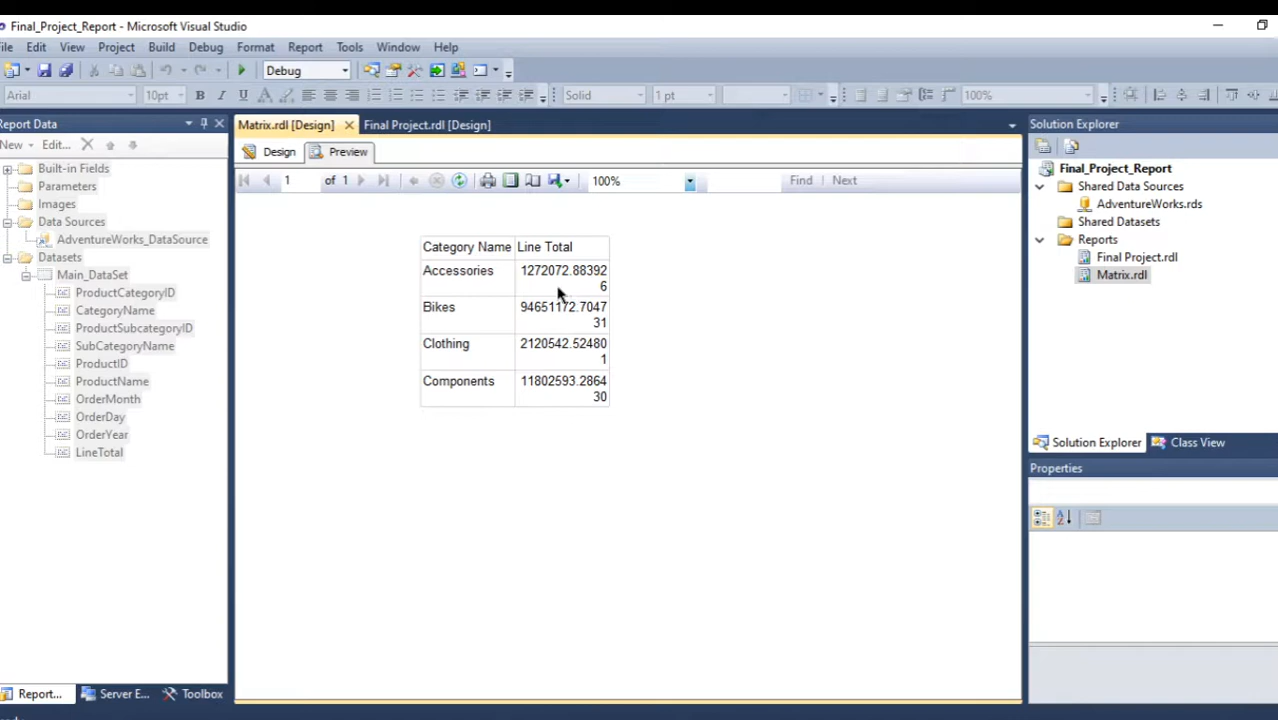 Final_Project_Report - Microsoft Visual Studio
File Edit View Project Build Debug Format Report Tools Window Help
Debug
Arial 10pt B I U A Solid 1 pt 100%
Report Data
New Edit...
Built-in Fields
Parameters
Images
Data Sources
AdventureWorks_DataSource
Datasets
Main_DataSet
ProductCategoryID
CategoryName
ProductSubcategoryID
SubCategoryName
ProductID
ProductName
OrderMonth
OrderDay
OrderYear
LineTotal
Report... Server E... Toolbox
Matrix.rdl [Design] Final Project.rdl [Design]
Design Preview
1 of 1 100% Find Next
Category Name Line Total
Accessories 1272072.88392
6
Bikes 94651172.7047
31
Clothing 2120542.52480
1
Components 11802593.2864
30
Solution Explorer
Final_Project_Report
Shared Data Sources
AdventureWorks.rds
Shared Datasets
Reports
Final Project.rdl
Matrix.rdl
Solution Explorer Class View
Properties